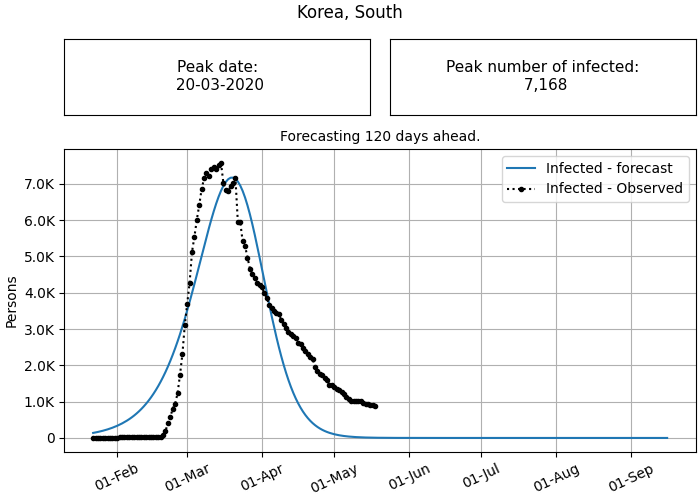 Korea, South
Peak date:
20-03-2020
Peak number of infected:
7,168
Forecasting 120 days ahead.
Infected - forecast
Infected - Observed
Persons
7.0K
6.0K
5.0K
4.0K
3.0K
2.0K
1.0K
0
01-Feb
01-Mar
01-Apr
01-May
01-Jun
01-Jul
01-Aug
01-Sep